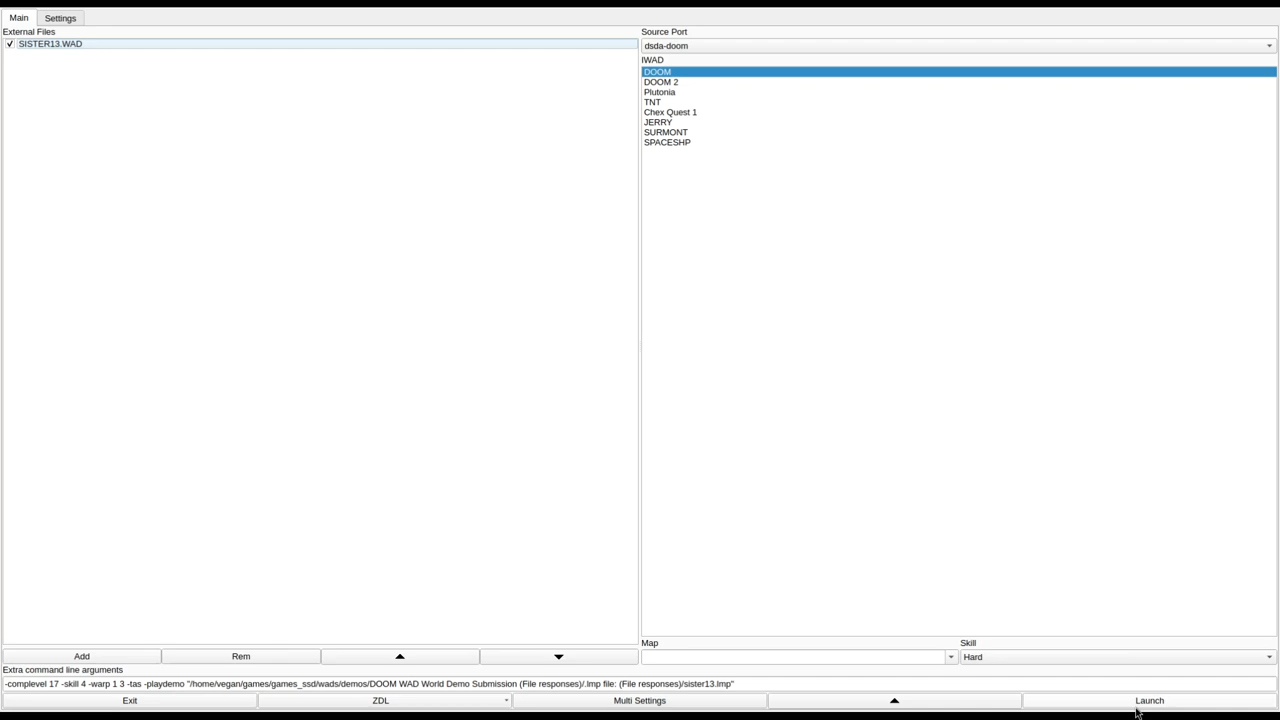 Main Settings
External Files
SISTER13.WAD
Source Port
dsda-doom
IWAD
DOOM
DOOM 2
Plutonia
TNT
Chex Quest 1
JERRY
SURMONT
SPACESHP
Map
Skill
Hard
Add Rem
Extra command line arguments
-complevel 17 -skill 4 -warp 1 3 -tas -playdemo "/home/vegan/games/games_ssd/wads/demos/DOOM WAD World Demo Submission (File responses)/.lmp file: (File responses)/sister13.lmp"
Exit ZDL Multi Settings Launch